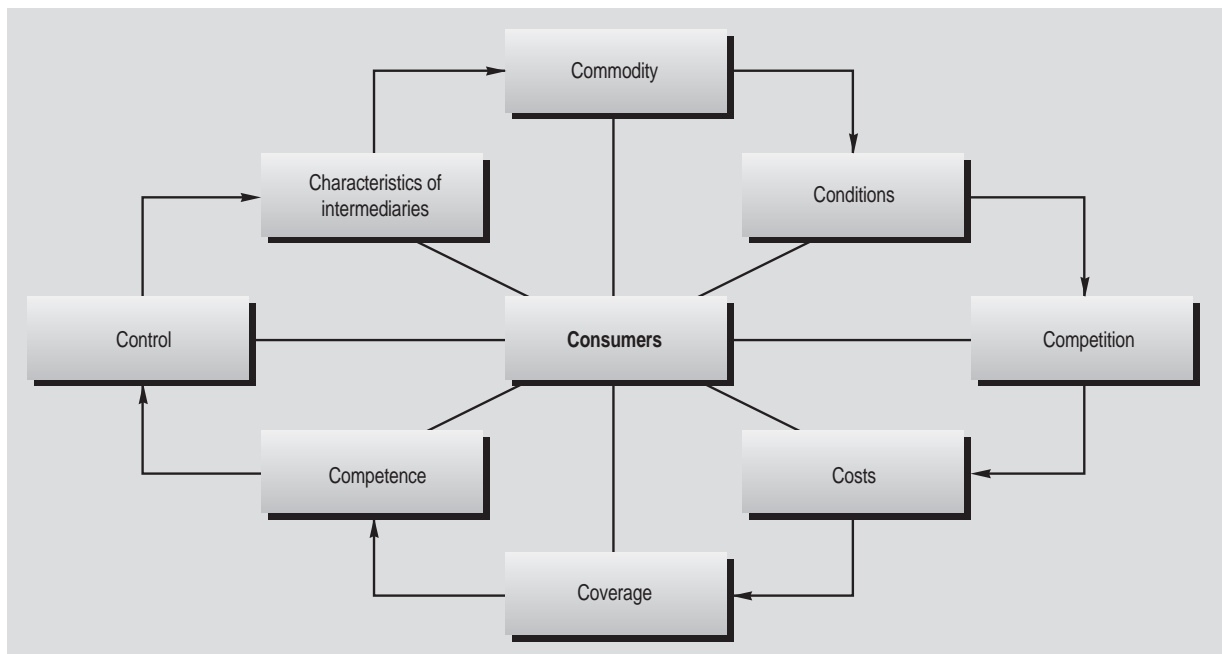 Commodity
Characteristics of
intermediaries
Conditions
Control
Consumers
Competition
Competence
Costs
Coverage